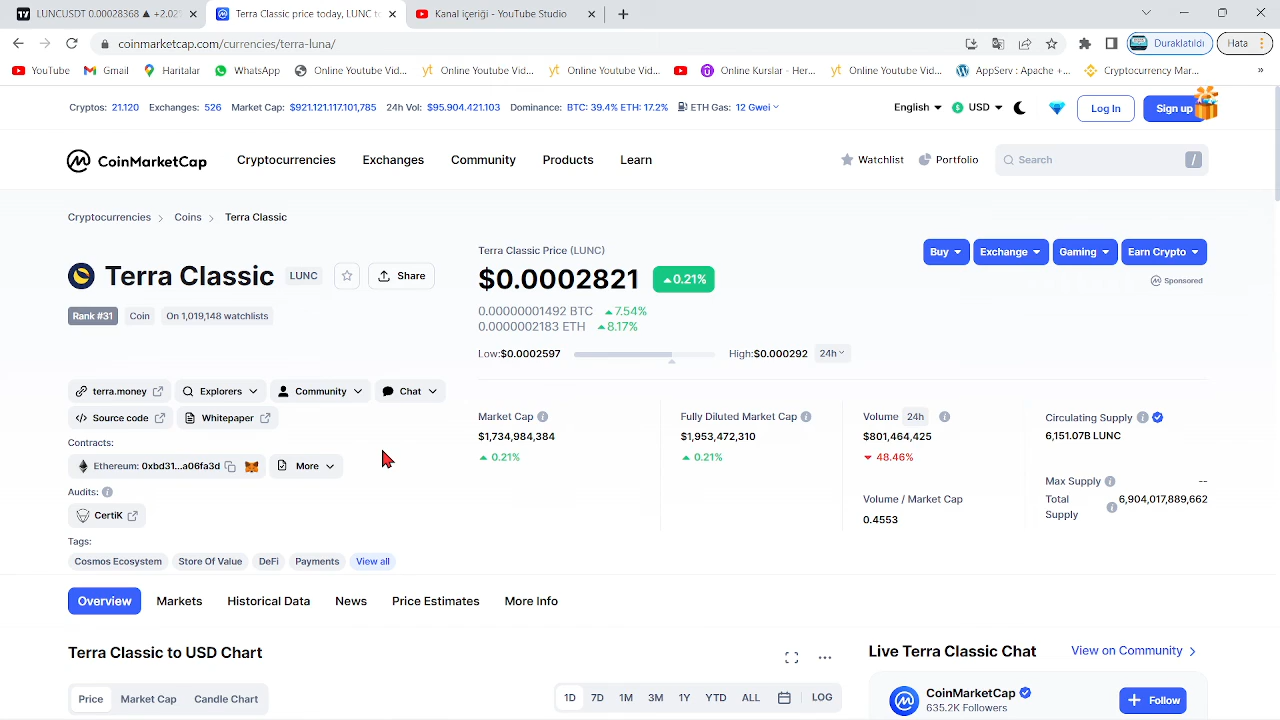 LUNCUSDT 0.00028368 ▲ +2.02
Terra Classic price today, LUNC to
Kanal içeriği - YouTube Studio
coinmarketcap.com/currencies/terra-luna/
Duraklatıldı
Hata
YouTube
Gmail
Haritalar
WhatsApp
Online Youtube Vid...
Online Youtube Vid...
Online Youtube Vid...
Online Kurslar - Her...
Online Youtube Vid...
AppServ : Apache +...
Cryptocurrency Mar...
»
Cryptos: 21.120 Exchanges: 526 Market Cap: $921.121.117.101,785 24h Vol: $95.904.421.103 Dominance: BTC: 39.4% ETH: 17.2% ETH Gas: 12 Gwei
English USD Log In Sign up
CoinMarketCap
Cryptocurrencies Exchanges Community Products Learn
Watchlist Portfolio Search /
Cryptocurrencies > Coins > Terra Classic
Terra Classic LUNC Share
Rank #31 Coin On 1,019,148 watchlists
Terra Classic Price (LUNC)
$0.0002821 0.21%
0.00000001492 BTC 7.54%
0.0000002183 ETH 8.17%
Low:$0.0002597 High:$0.000292 24h
Buy Exchange Gaming Earn Crypto
Sponsored
terra.money Explorers Community Chat
Source code Whitepaper
Contracts:
Ethereum: 0xbd31...a06fa3d More
Audits:
CertiK
Tags:
Cosmos Ecosystem Store Of Value DeFi Payments View all
Market Cap
$1,734,984,384
0.21%
Fully Diluted Market Cap
$1,953,472,310
0.21%
Volume 24h
$801,464,425
48.46%
Volume / Market Cap
0.4553
Circulating Supply
6,151.07B LUNC
Max Supply --
Total Supply 6,904,017,889,662
Overview Markets Historical Data News Price Estimates More Info
Terra Classic to USD Chart
Price Market Cap Candle Chart
1D 7D 1M 3M 1Y YTD ALL LOG
Live Terra Classic Chat View on Community >
CoinMarketCap
635.2K Followers
+ Follow